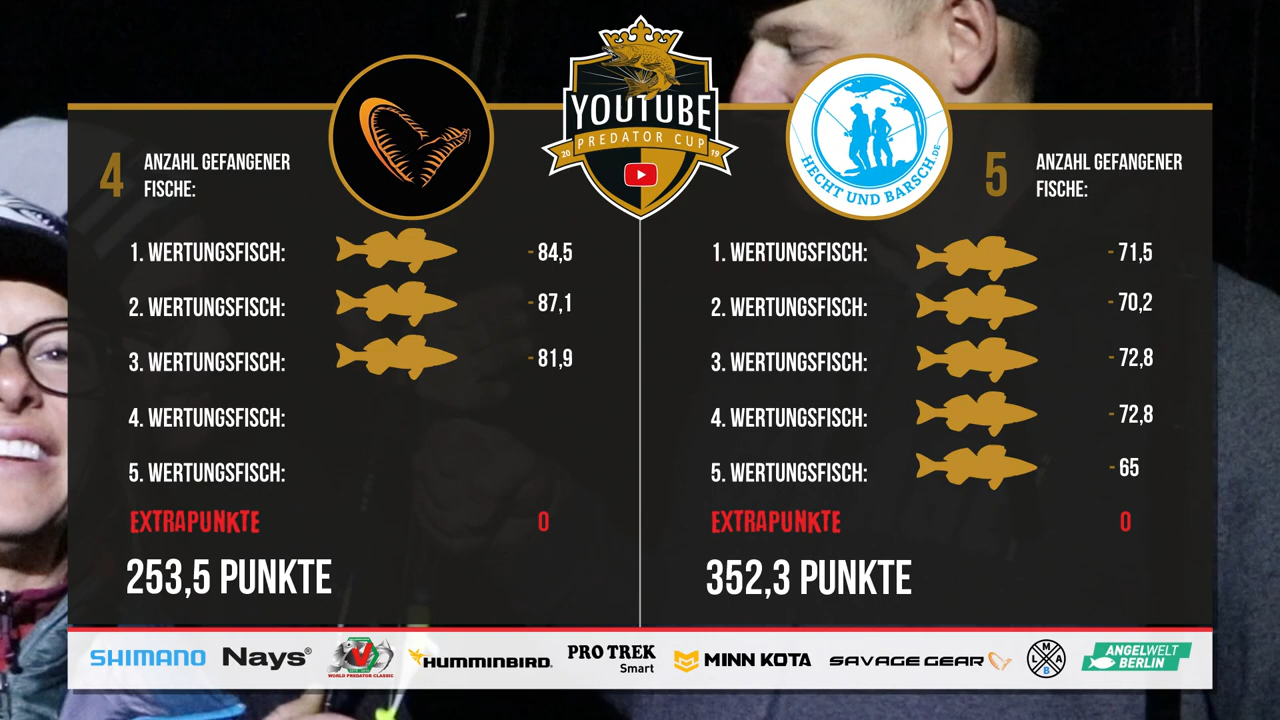 YOUTUBE
PREDATOR CUP
20 19
HECHT UND BARSCH.DE
4 ANZAHL GEFANGENER
FISCHE:
1. WERTUNGSFISCH: - 84,5
2. WERTUNGSFISCH: - 87,1
3. WERTUNGSFISCH: - 81,9
4. WERTUNGSFISCH:
5. WERTUNGSFISCH:
EXTRAPUNKTE 0
253,5 PUNKTE
5 ANZAHL GEFANGENER
FISCHE:
1. WERTUNGSFISCH: - 71,5
2. WERTUNGSFISCH: - 70,2
3. WERTUNGSFISCH: - 72,8
4. WERTUNGSFISCH: - 72,8
5. WERTUNGSFISCH: - 65
EXTRAPUNKTE 0
352,3 PUNKTE
SHIMANO
Nays®
WORLD PREDATOR CLASSIC
HUMMINBIRD.
PRO TREK
Smart
MINN KOTA
SAVAGE GEAR
M
L A
B
ANGELWELT
BERLIN